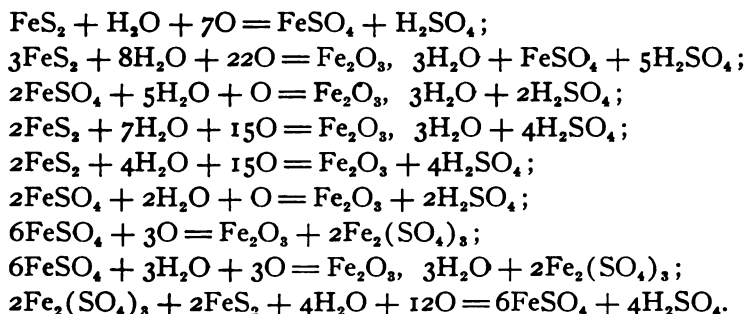 FeS₂ + H₂O + 7O = FeSO₄ + H₂SO₄;
3FeS₂ + 8H₂O + 22O = Fe₂O₃, 3H₂O + FeSO₄ + 5H₂SO₄;
2FeSO₄ + 5H₂O + O = Fe₂O₃, 3H₂O + 2H₂SO₄;
2FeS₂ + 7H₂O + 15O = Fe₂O₃, 3H₂O + 4H₂SO₄;
2FeS₂ + 4H₂O + 15O = Fe₂O₃ + 4H₂SO₄;
2FeSO₄ + 2H₂O + O = Fe₂O₃ + 2H₂SO₄;
6FeSO₄ + 3O = Fe₂O₃ + 2Fe₂(SO₄)₃;
6FeSO₄ + 3H₂O + 3O = Fe₂O₃, 3H₂O + 2Fe₂(SO₄)₃;
2Fe₂(SO₄)₃ + 2FeS₂ + 4H₂O + 12O = 6FeSO₄ + 4H₂SO₄.